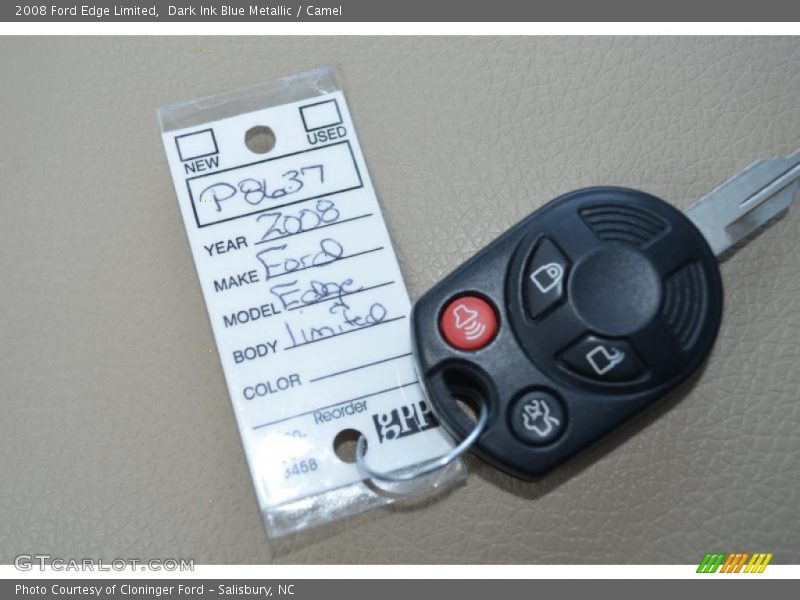 2008 Ford Edge Limited,  Dark Ink Blue Metallic / Camel
NEW USED
P8637
YEAR 2008
MAKE Ford
MODEL Edge
BODY limited
COLOR
Reorder gpp
GTCARLOT.COM
Photo Courtesy of Cloninger Ford - Salisbury, NC